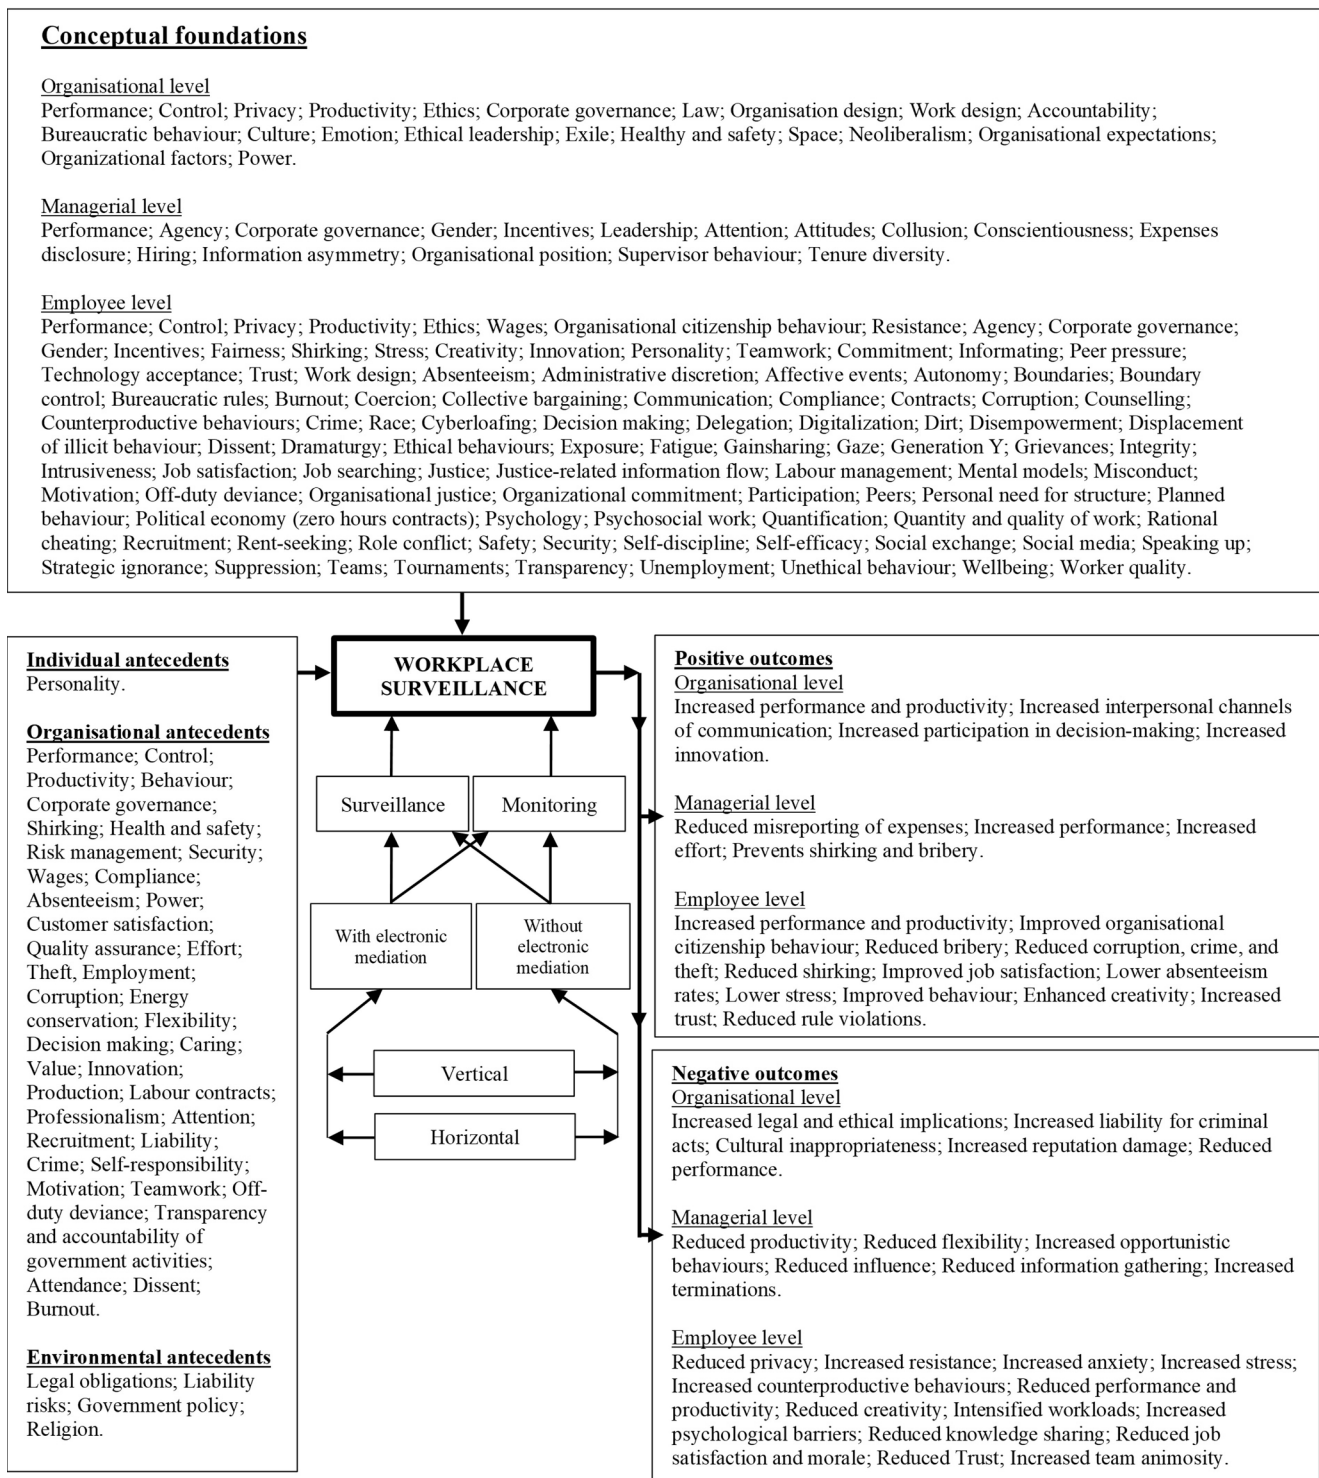 Conceptual foundations
Organisational level
Performance; Control; Privacy; Productivity; Ethics; Corporate governance; Law; Organisation design; Work design; Accountability;
Bureaucratic behaviour; Culture; Emotion; Ethical leadership; Exile; Healthy and safety; Space; Neoliberalism; Organisational expectations;
Organizational factors; Power.
Managerial level
Performance; Agency; Corporate governance; Gender; Incentives; Leadership; Attention; Attitudes; Collusion; Conscientiousness; Expenses
disclosure; Hiring; Information asymmetry; Organisational position; Supervisor behaviour; Tenure diversity.
Employee level
Performance; Control; Privacy; Productivity; Ethics; Wages; Organisational citizenship behaviour; Resistance; Agency; Corporate governance;
Gender; Incentives; Fairness; Shirking; Stress; Creativity; Innovation; Personality; Teamwork; Commitment; Informating; Peer pressure;
Technology acceptance; Trust; Work design; Absenteeism; Administrative discretion; Affective events; Autonomy; Boundaries; Boundary
control; Bureaucratic rules; Burnout; Coercion; Collective bargaining; Communication; Compliance; Contracts; Corruption; Counselling;
Counterproductive behaviours; Crime; Race; Cyberloafing; Decision making; Delegation; Digitalization; Dirt; Disempowerment; Displacement
of illicit behaviour; Dissent; Dramaturgy; Ethical behaviours; Exposure; Fatigue; Gainsharing; Gaze; Generation Y; Grievances; Integrity;
Intrusiveness; Job satisfaction; Job searching; Justice; Justice-related information flow; Labour management; Mental models; Misconduct;
Motivation; Off-duty deviance; Organisational justice; Organizational commitment; Participation; Peers; Personal need for structure; Planned
behaviour; Political economy (zero hours contracts); Psychology; Psychosocial work; Quantification; Quantity and quality of work; Rational
cheating; Recruitment; Rent-seeking; Role conflict; Safety; Security; Self-discipline; Self-efficacy; Social exchange; Social media; Speaking up;
Strategic ignorance; Suppression; Teams; Tournaments; Transparency; Unemployment; Unethical behaviour; Wellbeing; Worker quality.
Individual antecedents
Personality.
Organisational antecedents
Performance; Control;
Productivity; Behaviour;
Corporate governance;
Shirking; Health and safety;
Risk management; Security;
Wages; Compliance;
Absenteeism; Power;
Customer satisfaction;
Quality assurance; Effort;
Theft, Employment;
Corruption; Energy
conservation; Flexibility;
Decision making; Caring;
Value; Innovation;
Production; Labour contracts;
Professionalism; Attention;
Recruitment; Liability;
Crime; Self-responsibility;
Motivation; Teamwork; Off-
duty deviance; Transparency
and accountability of
government activities;
Attendance; Dissent;
Burnout.
Environmental antecedents
Legal obligations; Liability
risks; Government policy;
Religion.
WORKPLACE
SURVEILLANCE
Surveillance
Monitoring
With electronic
mediation
Without
electronic
mediation
Vertical
Horizontal
Positive outcomes
Organisational level
Increased performance and productivity; Increased interpersonal channels
of communication; Increased participation in decision-making; Increased
innovation.
Managerial level
Reduced misreporting of expenses; Increased performance; Increased
effort; Prevents shirking and bribery.
Employee level
Increased performance and productivity; Improved organisational
citizenship behaviour; Reduced bribery; Reduced corruption, crime, and
theft; Reduced shirking; Improved job satisfaction; Lower absenteeism
rates; Lower stress; Improved behaviour; Enhanced creativity; Increased
trust; Reduced rule violations.
Negative outcomes
Organisational level
Increased legal and ethical implications; Increased liability for criminal
acts; Cultural inappropriateness; Increased reputation damage; Reduced
performance.
Managerial level
Reduced productivity; Reduced flexibility; Increased opportunistic
behaviours; Reduced influence; Reduced information gathering; Increased
terminations.
Employee level
Reduced privacy; Increased resistance; Increased anxiety; Increased stress;
Increased counterproductive behaviours; Reduced performance and
productivity; Reduced creativity; Intensified workloads; Increased
psychological barriers; Reduced knowledge sharing; Reduced job
satisfaction and morale; Reduced Trust; Increased team animosity.